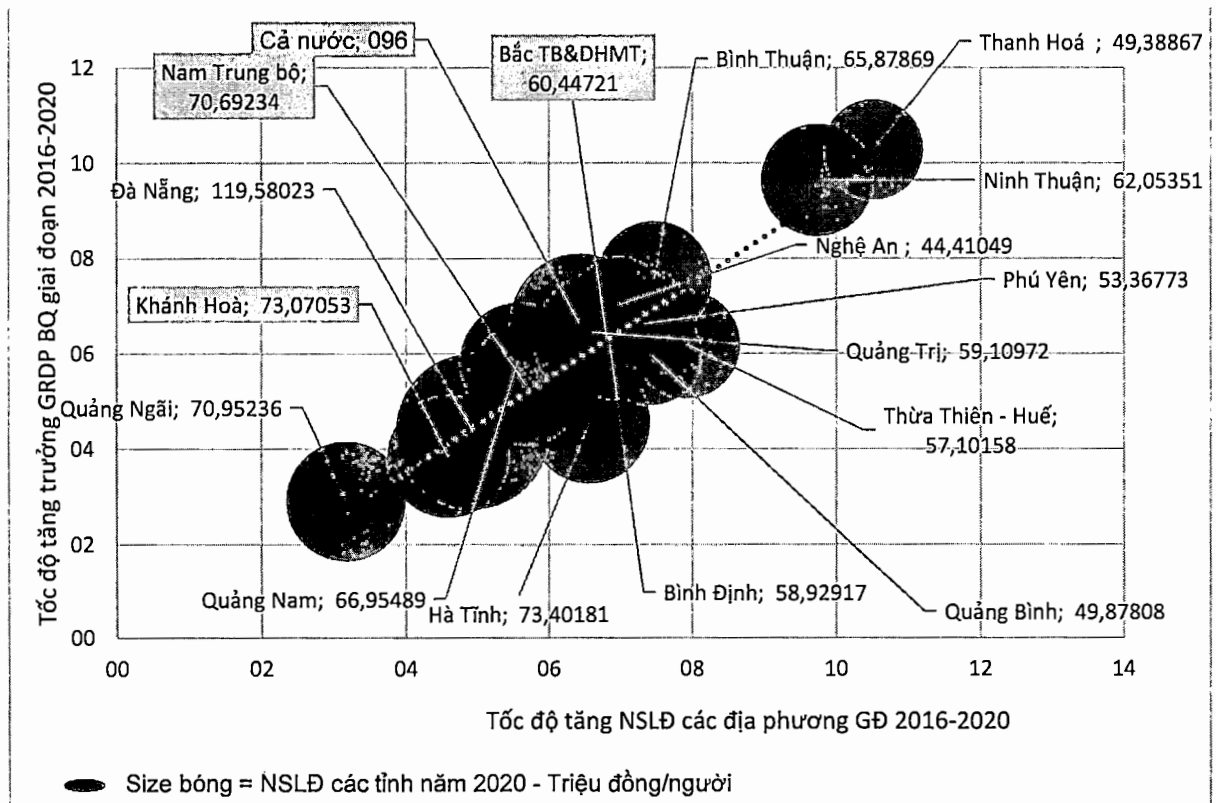 Cả nước; 096
Bắc TB&DHMT;
60,44721
Thanh Hoá ; 49,38867
Nam Trung bộ;
70,69234
Bình Thuận; 65,87869
Đà Nẵng; 119,58023
Ninh Thuận; 62,05351
Nghệ An ; 44,41049
Phú Yên; 53,36773
Khánh Hoà; 73,07053
Quảng Trị; 59,10972
Quảng Ngãi; 70,95236
Thừa Thiên - Huế;
57,10158
Quảng Nam; 66,95489
Hà Tĩnh; 73,40181
Bình Định; 58,92917
Quảng Bình; 49,87808
Tốc độ tăng trưởng GRDP BQ giai đoạn 2016-2020
12
10
08
06
04
02
00
00 02 04 06 08 10 12 14
Tốc độ tăng NSLĐ các địa phương GĐ 2016-2020
Size bóng = NSLĐ các tỉnh năm 2020 - Triệu đồng/người